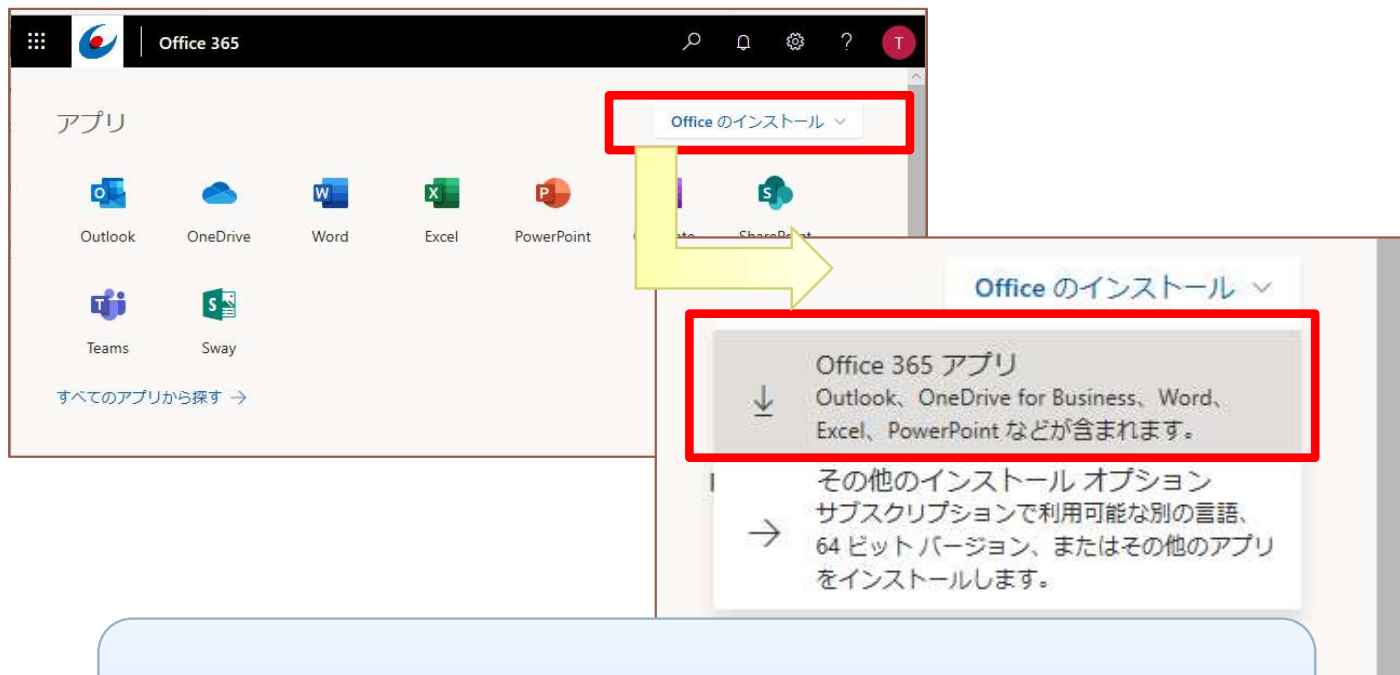 Office 365
T
アプリ
Office のインストール
Outlook
OneDrive
Word
Excel
PowerPoint
SharePoint
Teams
Sway
すべてのアプリから探す →
Office のインストール
Office 365 アプリ
Outlook、OneDrive for Business、Word、
Excel、PowerPoint などが含まれます。
その他のインストール オプション
サブスクリプションで利用可能な別の言語、
64 ビット バージョン、またはその他のアプリ
をインストールします。